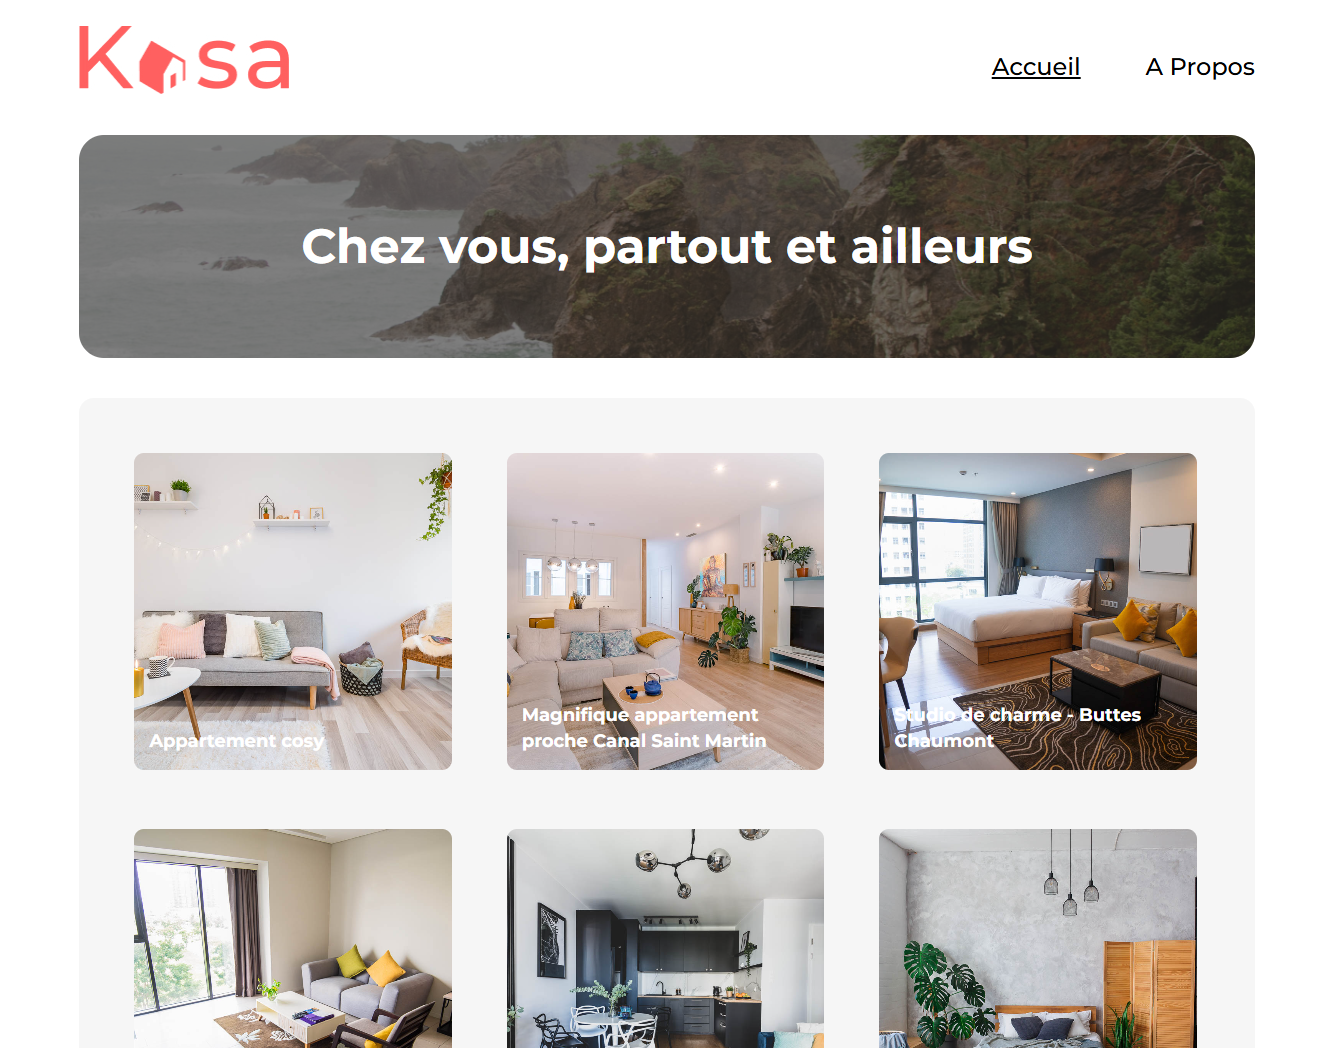 Kasa
Accueil
A Propos
Chez vous, partout et ailleurs
Appartement cosy
Magnifique appartement
proche Canal Saint Martin
Studio de charme - Buttes
Chaumont